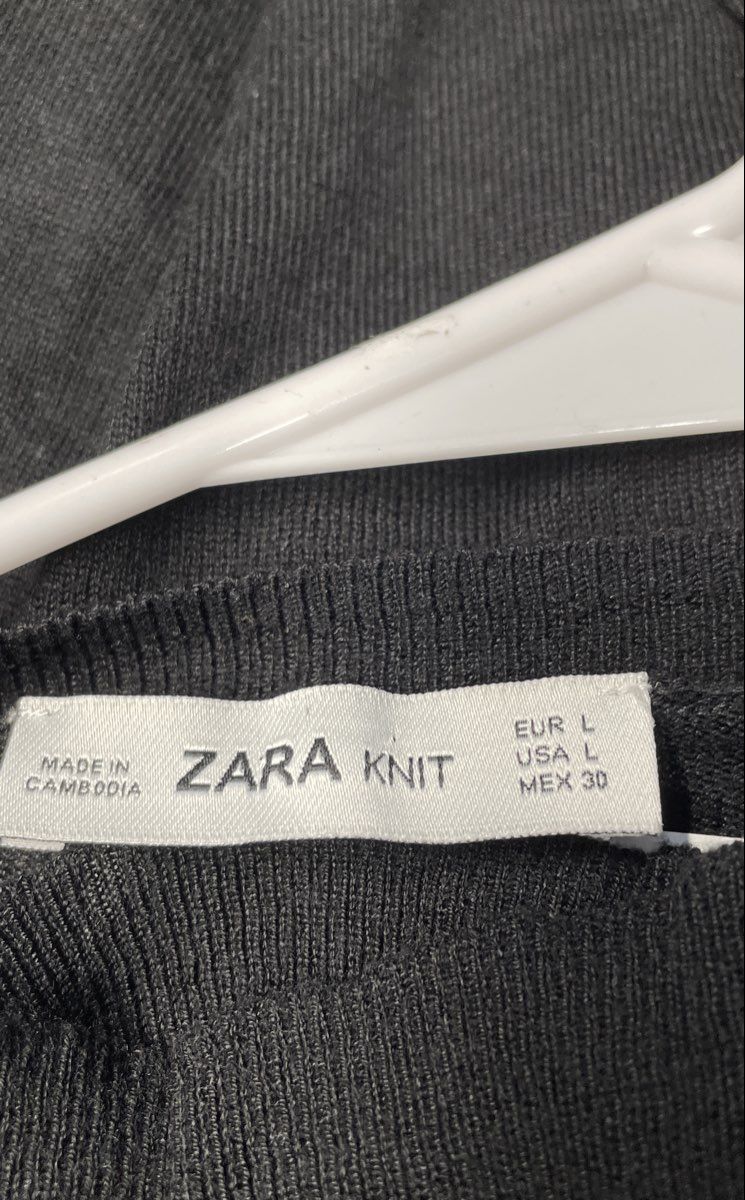 MADE IN
CAMBODIA
ZARA KNIT
EUR L
USA L
MEX 30